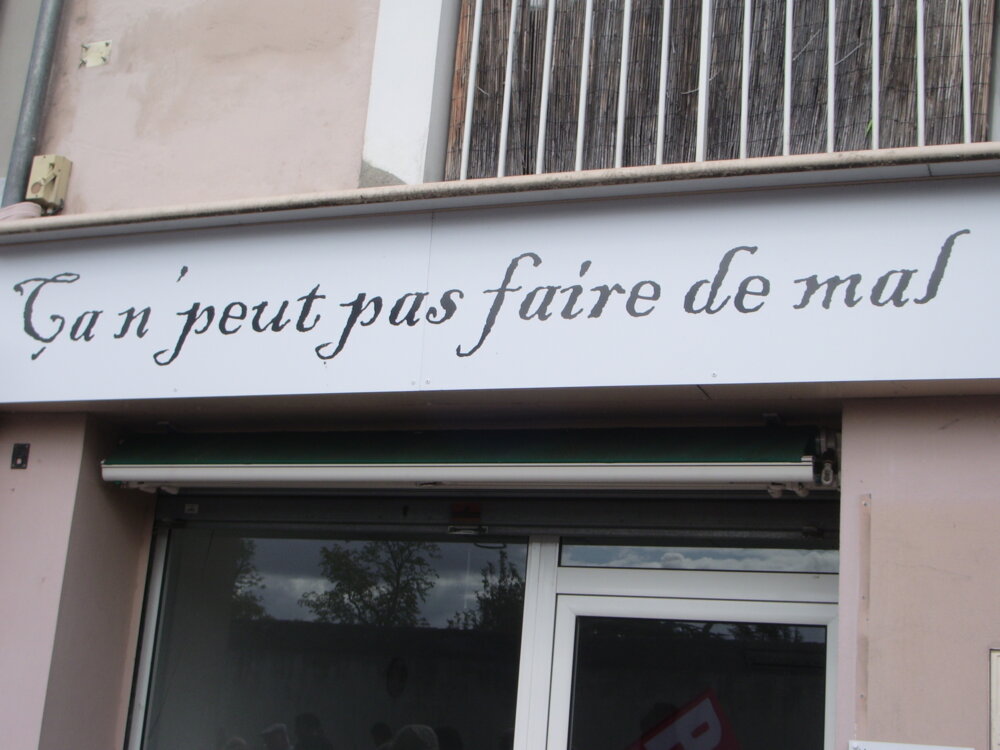 Ça n'peut pas faire de mal
P